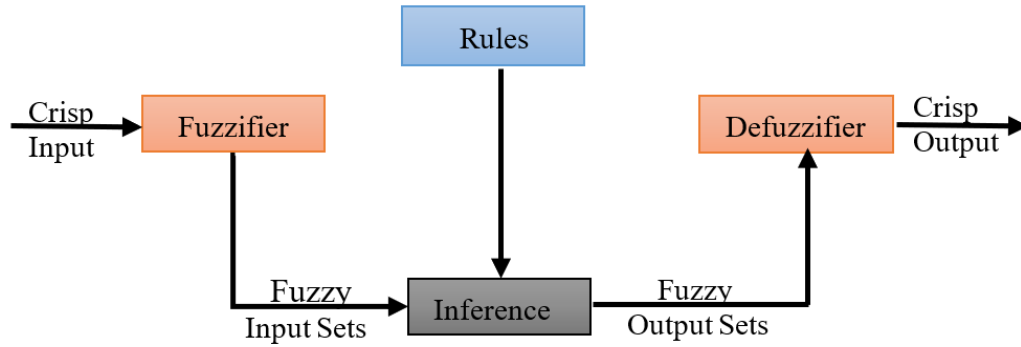 Rules
Crisp
Input
Fuzzifier
Defuzzifier
Crisp
Output
Fuzzy
Input Sets
Inference
Fuzzy
Output Sets